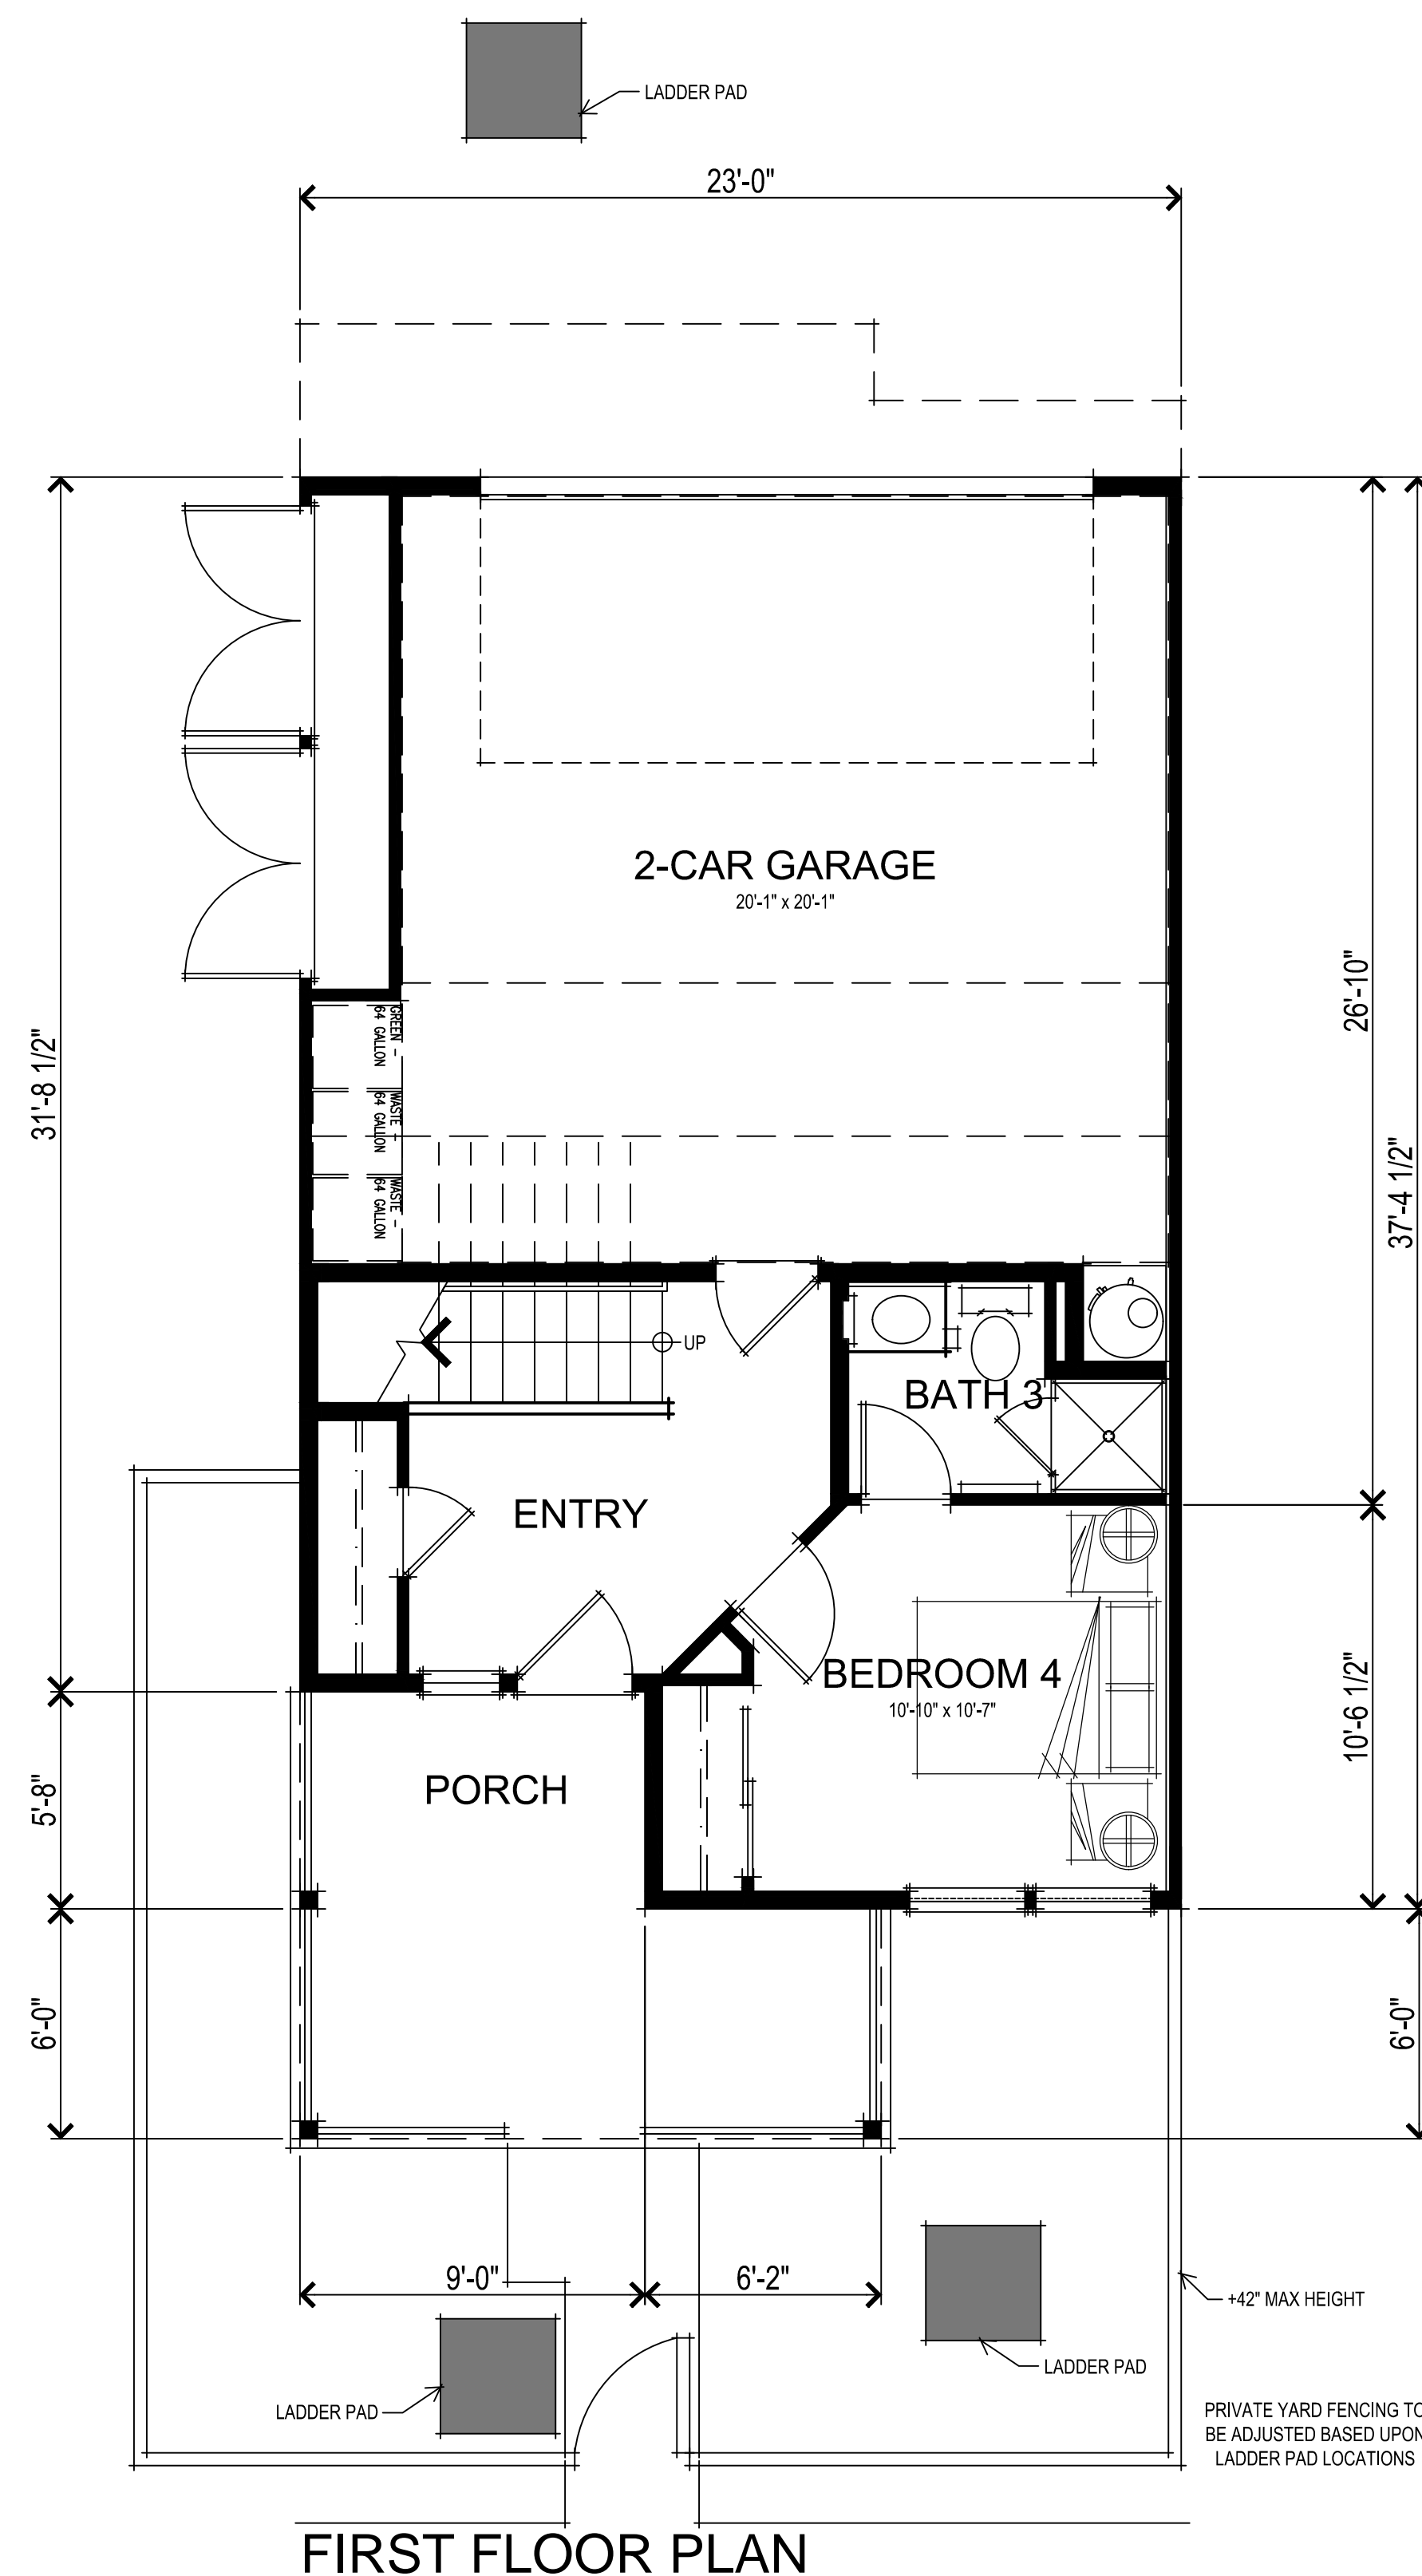 LADDER PAD
23'-0"
2-CAR GARAGE
20'-1" x 20'-1"
26'-10"
31'-8 1/2"
GREEN -
64 GALLON
WASTE -
64 GALLON
WASTE -
64 GALLON
37'-4 1/2"
UP
BATH 3
ENTRY
BEDROOM 4
10'-10" x 10'-7"
10'-6 1/2"
PORCH
5'-8"
6'-0"
6'-0"
9'-0"
6'-2"
+42" MAX HEIGHT
LADDER PAD
LADDER PAD
PRIVATE YARD FENCING TO
BE ADJUSTED BASED UPON
LADDER PAD LOCATIONS
FIRST FLOOR PLAN